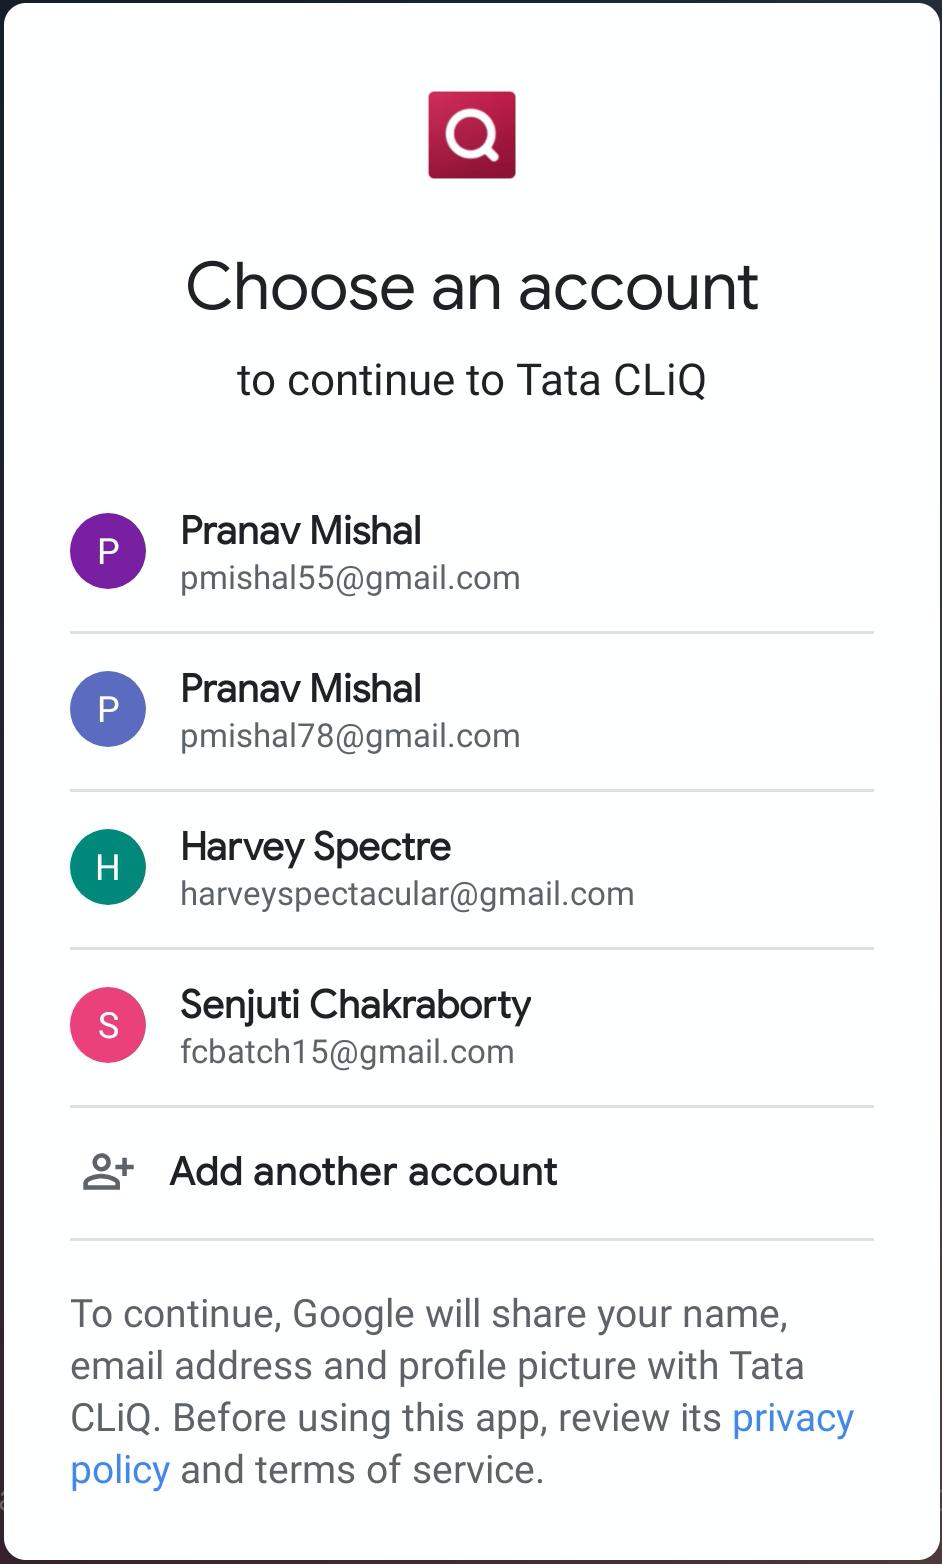 Choose an account
to continue to Tata CLiQ
P
Pranav Mishal
pmishal55@gmail.com
P
Pranav Mishal
pmishal78@gmail.com
H
Harvey Spectre
harveyspectacular@gmail.com
S
Senjuti Chakraborty
fcbatch15@gmail.com
Add another account
To continue, Google will share your name,
email address and profile picture with Tata
CLiQ. Before using this app, review its privacy
policy and terms of service.